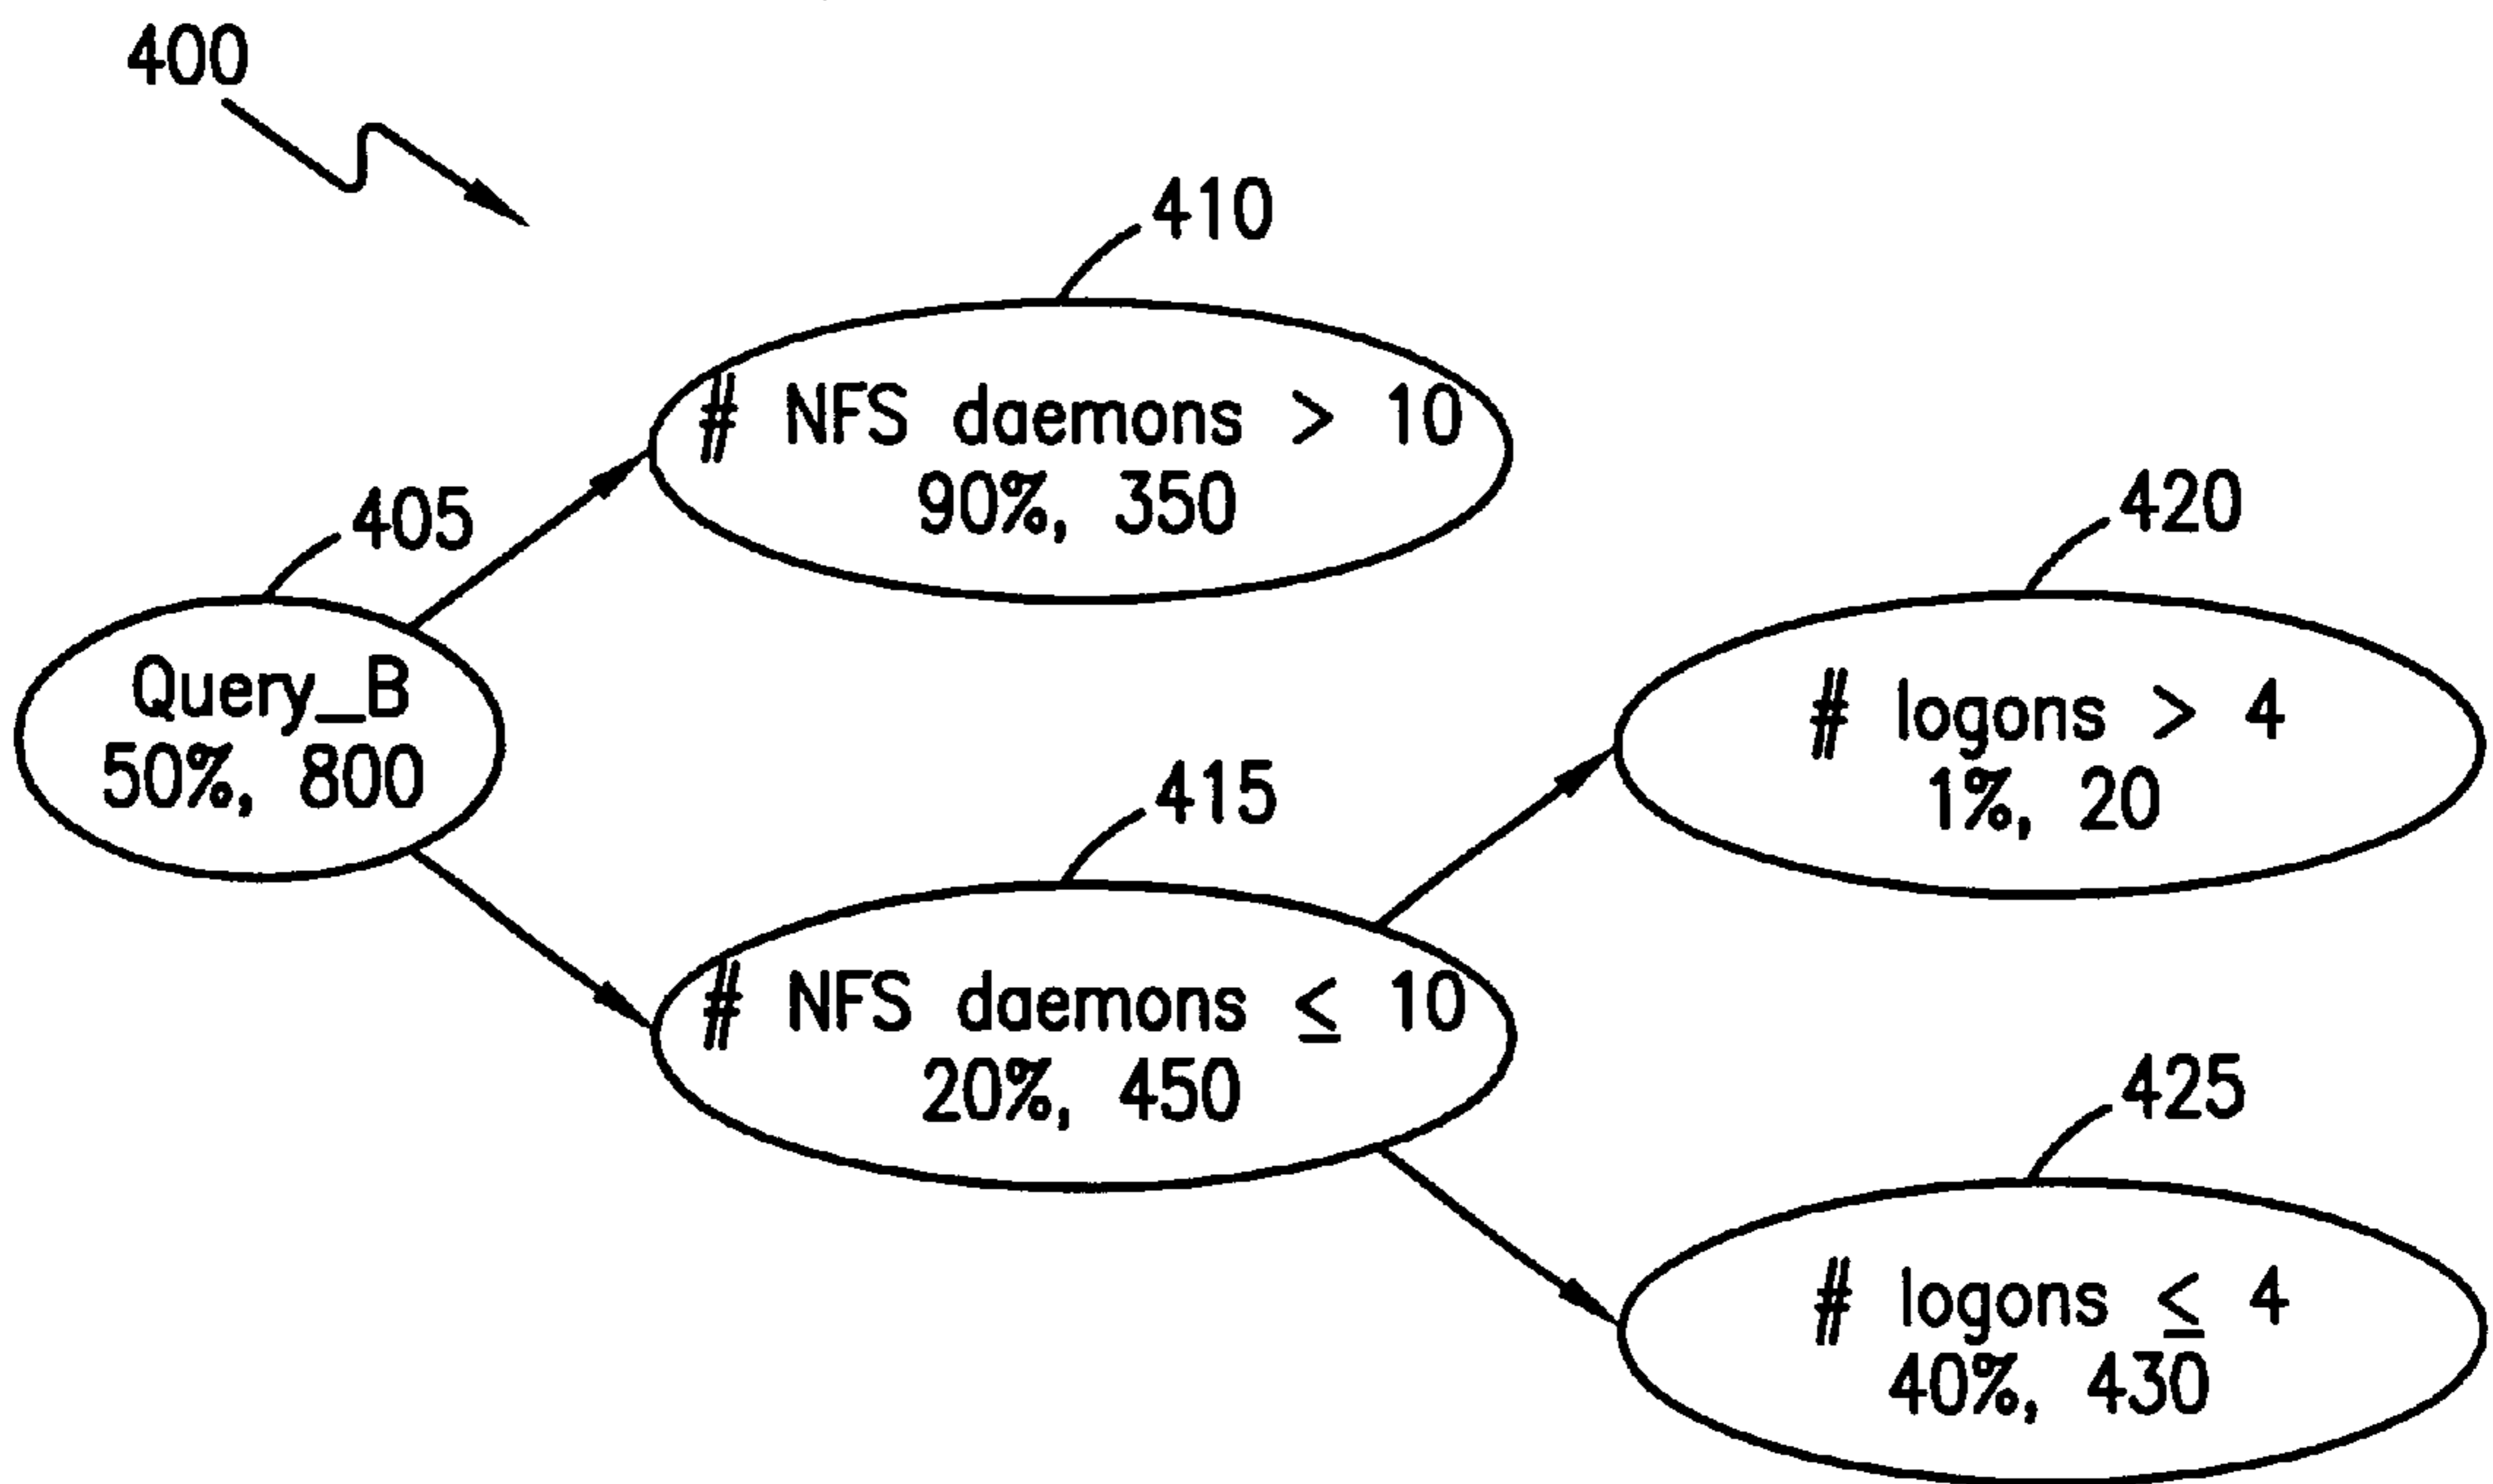 400
410
# NFS daemons > 10
90%, 350
405
Query_B
50%, 800
420
# logons > 4
1%, 20
415
# NFS daemons ≤ 10
20%, 450
425
# logons ≤ 4
40%, 430